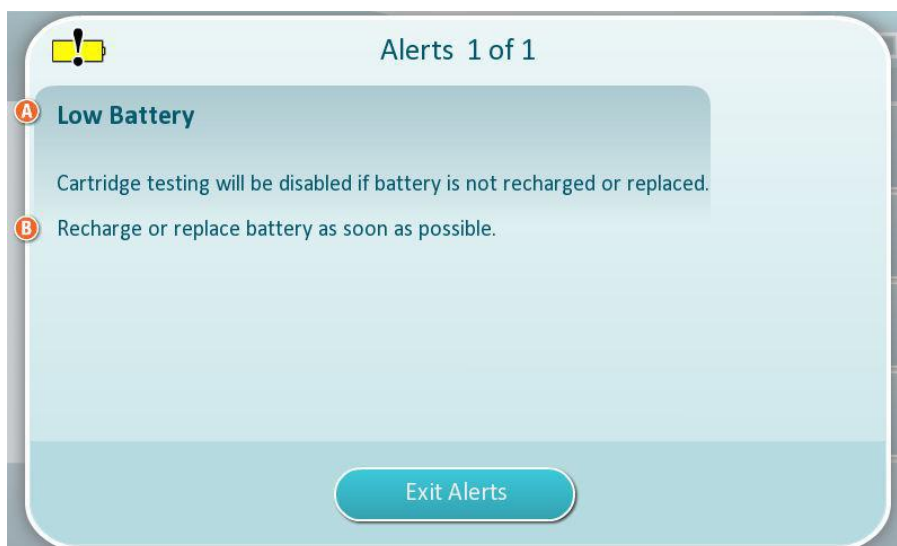 Alerts 1 of 1
A Low Battery
Cartridge testing will be disabled if battery is not recharged or replaced.
B Recharge or replace battery as soon as possible.
Exit Alerts